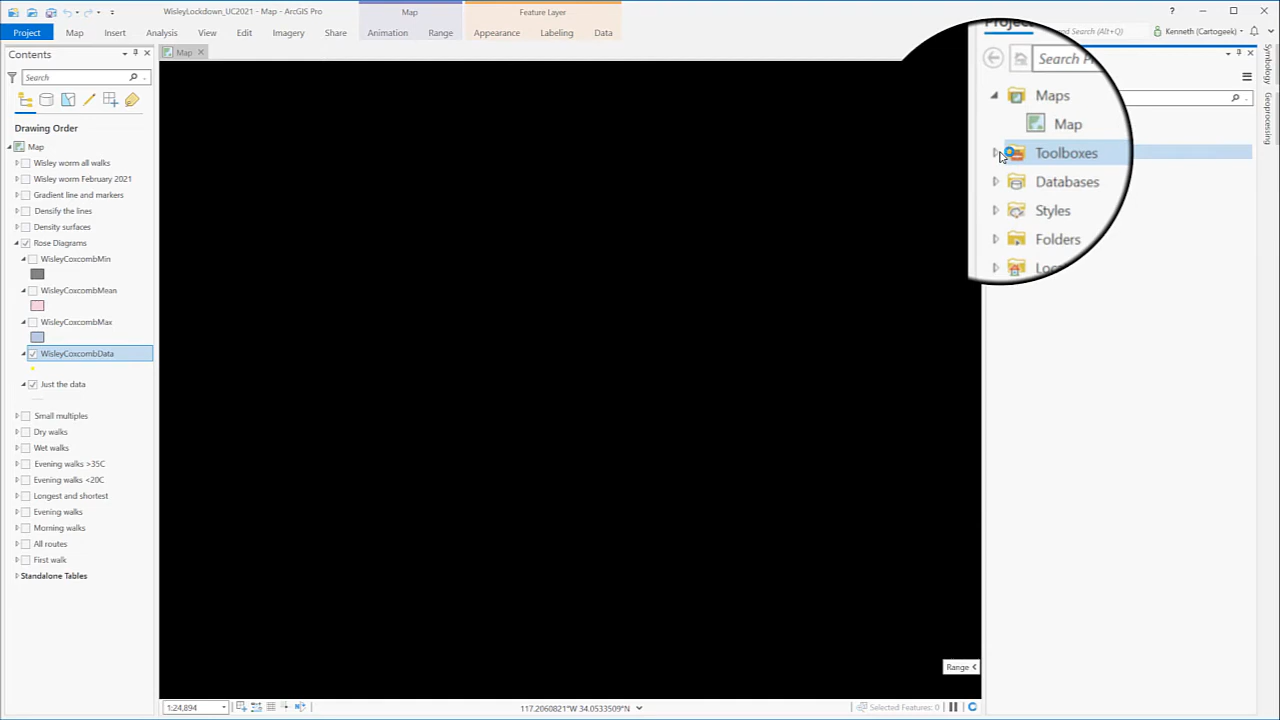 WisleyLockdown_UC2021 - Map - ArcGIS Pro
Map
Feature Layer
Project
Map
Insert
Analysis
View
Edit
Imagery
Share
Animation
Range
Appearance
Labeling
Data
Search (Alt+Q)
Kenneth (Cartogeek)
Contents
Search
Drawing Order
Map
Wisley worm all walks
Wisley worm February 2021
Gradient line and markers
Densify the lines
Density surfaces
Rose Diagrams
WisleyCoxcombMin
WisleyCoxcombMean
WisleyCoxcombMax
WisleyCoxcombData
Just the data
Small multiples
Dry walks
Wet walks
Evening walks >35C
Evening walks <20C
Longest and shortest
Evening walks
Morning walks
All routes
First walk
Standalone Tables
Map
Search
Maps
Map
Toolboxes
Databases
Styles
Folders
Range
1:24,894
117.2060821°W 34.0533509°N
Selected Features: 0
Symbology
Geoprocessing